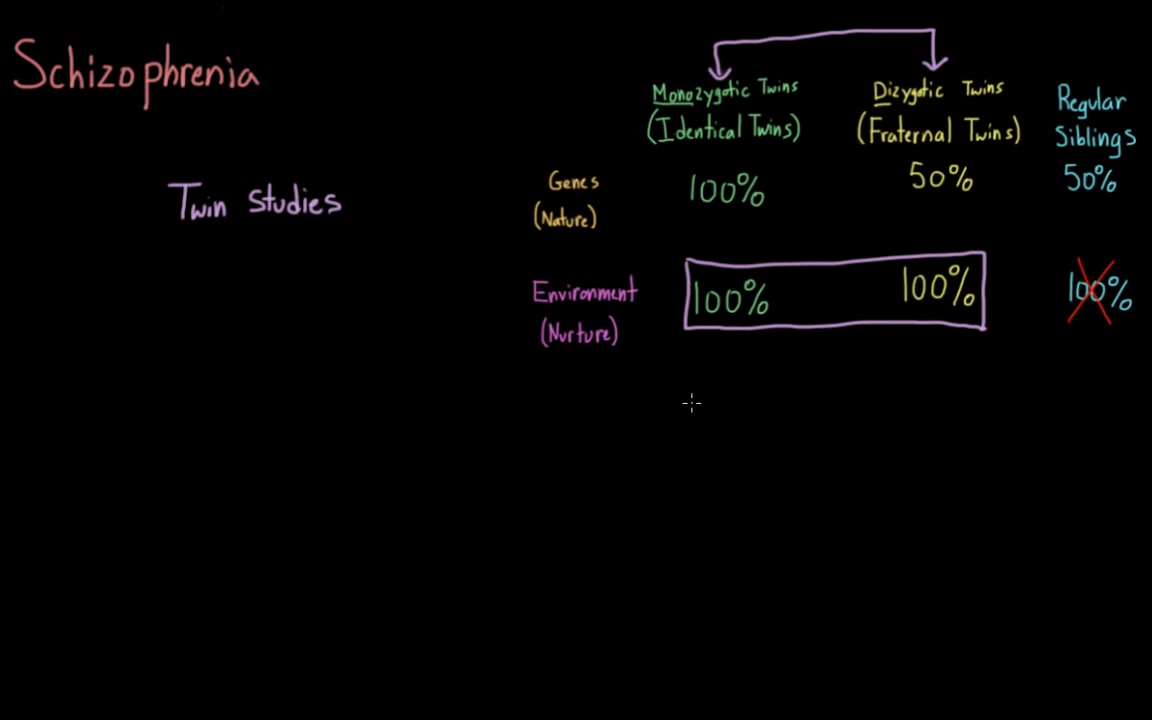 Schizophrenia
Twin Studies
Monozygotic Twins
(Identical Twins)
Dizygotic Twins
(Fraternal Twins)
Regular
Siblings
Genes
(Nature)
100%
50%
50%
Environment
(Nurture)
100%
100%
100%